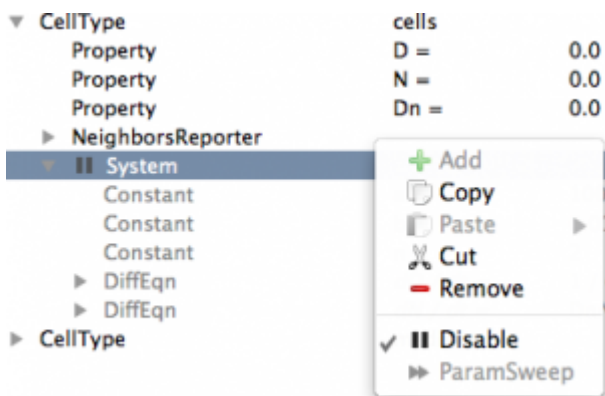 CellType cells
Property D = 0.0
Property N = 0.0
Property Dn = 0.0
NeighborsReporter
System
Constant
Constant
Constant
DiffEqn
DiffEqn
CellType
Add
Copy
Paste
Cut
Remove
Disable
ParamSweep